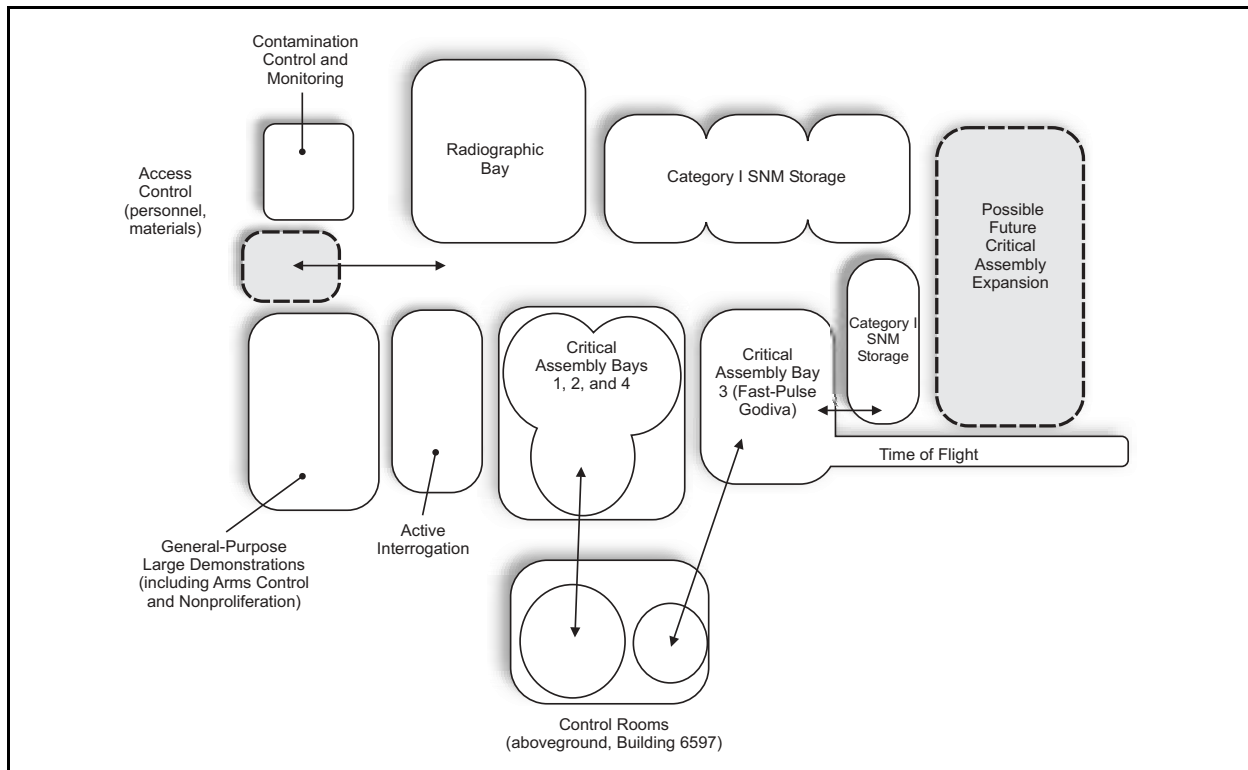 Contamination
Control and
Monitoring
Access
Control
(personnel,
materials)
Radiographic
Bay
Category I SNM Storage
Possible
Future
Critical
Assembly
Expansion
Category I
SNM
Storage
Critical
Assembly Bays
1, 2, and 4
Critical
Assembly Bay
3 (Fast-Pulse
Godiva)
Time of Flight
General-Purpose
Large Demonstrations
(including Arms Control
and Nonproliferation)
Active
Interrogation
Control Rooms
(aboveground, Building 6597)